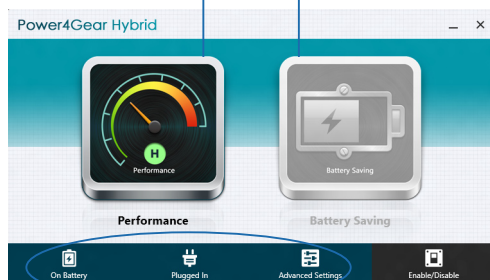 Power4Gear Hybrid
H
Performance
Battery Saving
Performance
Battery Saving
On Battery
Plugged In
Advanced Settings
Enable/Disable